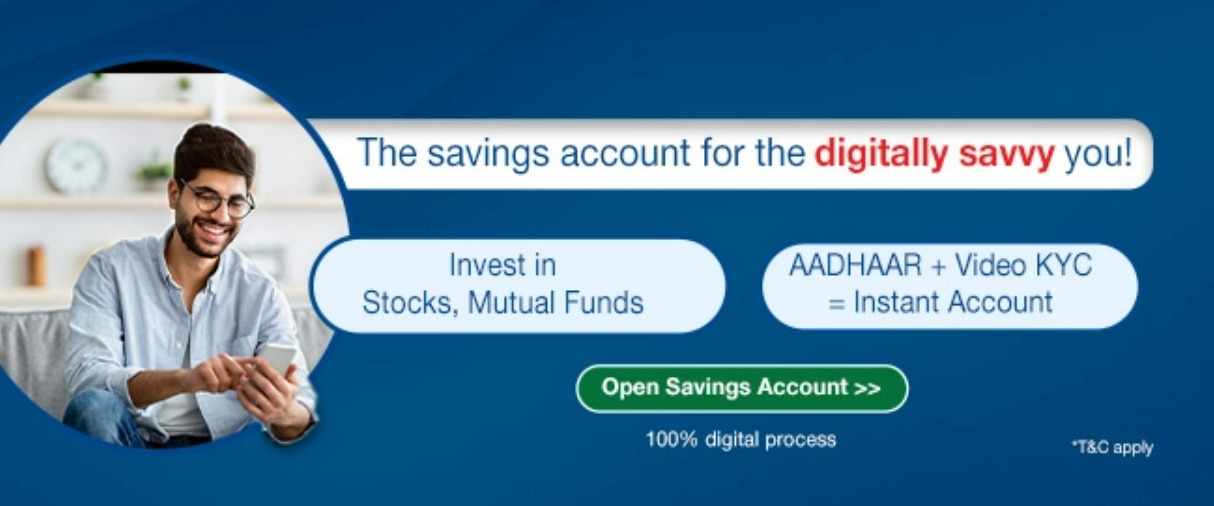 The savings account for the digitally savvy you!
Invest in
Stocks, Mutual Funds
AADHAAR + Video KYC
= Instant Account
Open Savings Account >>
100% digital process
*T&C apply